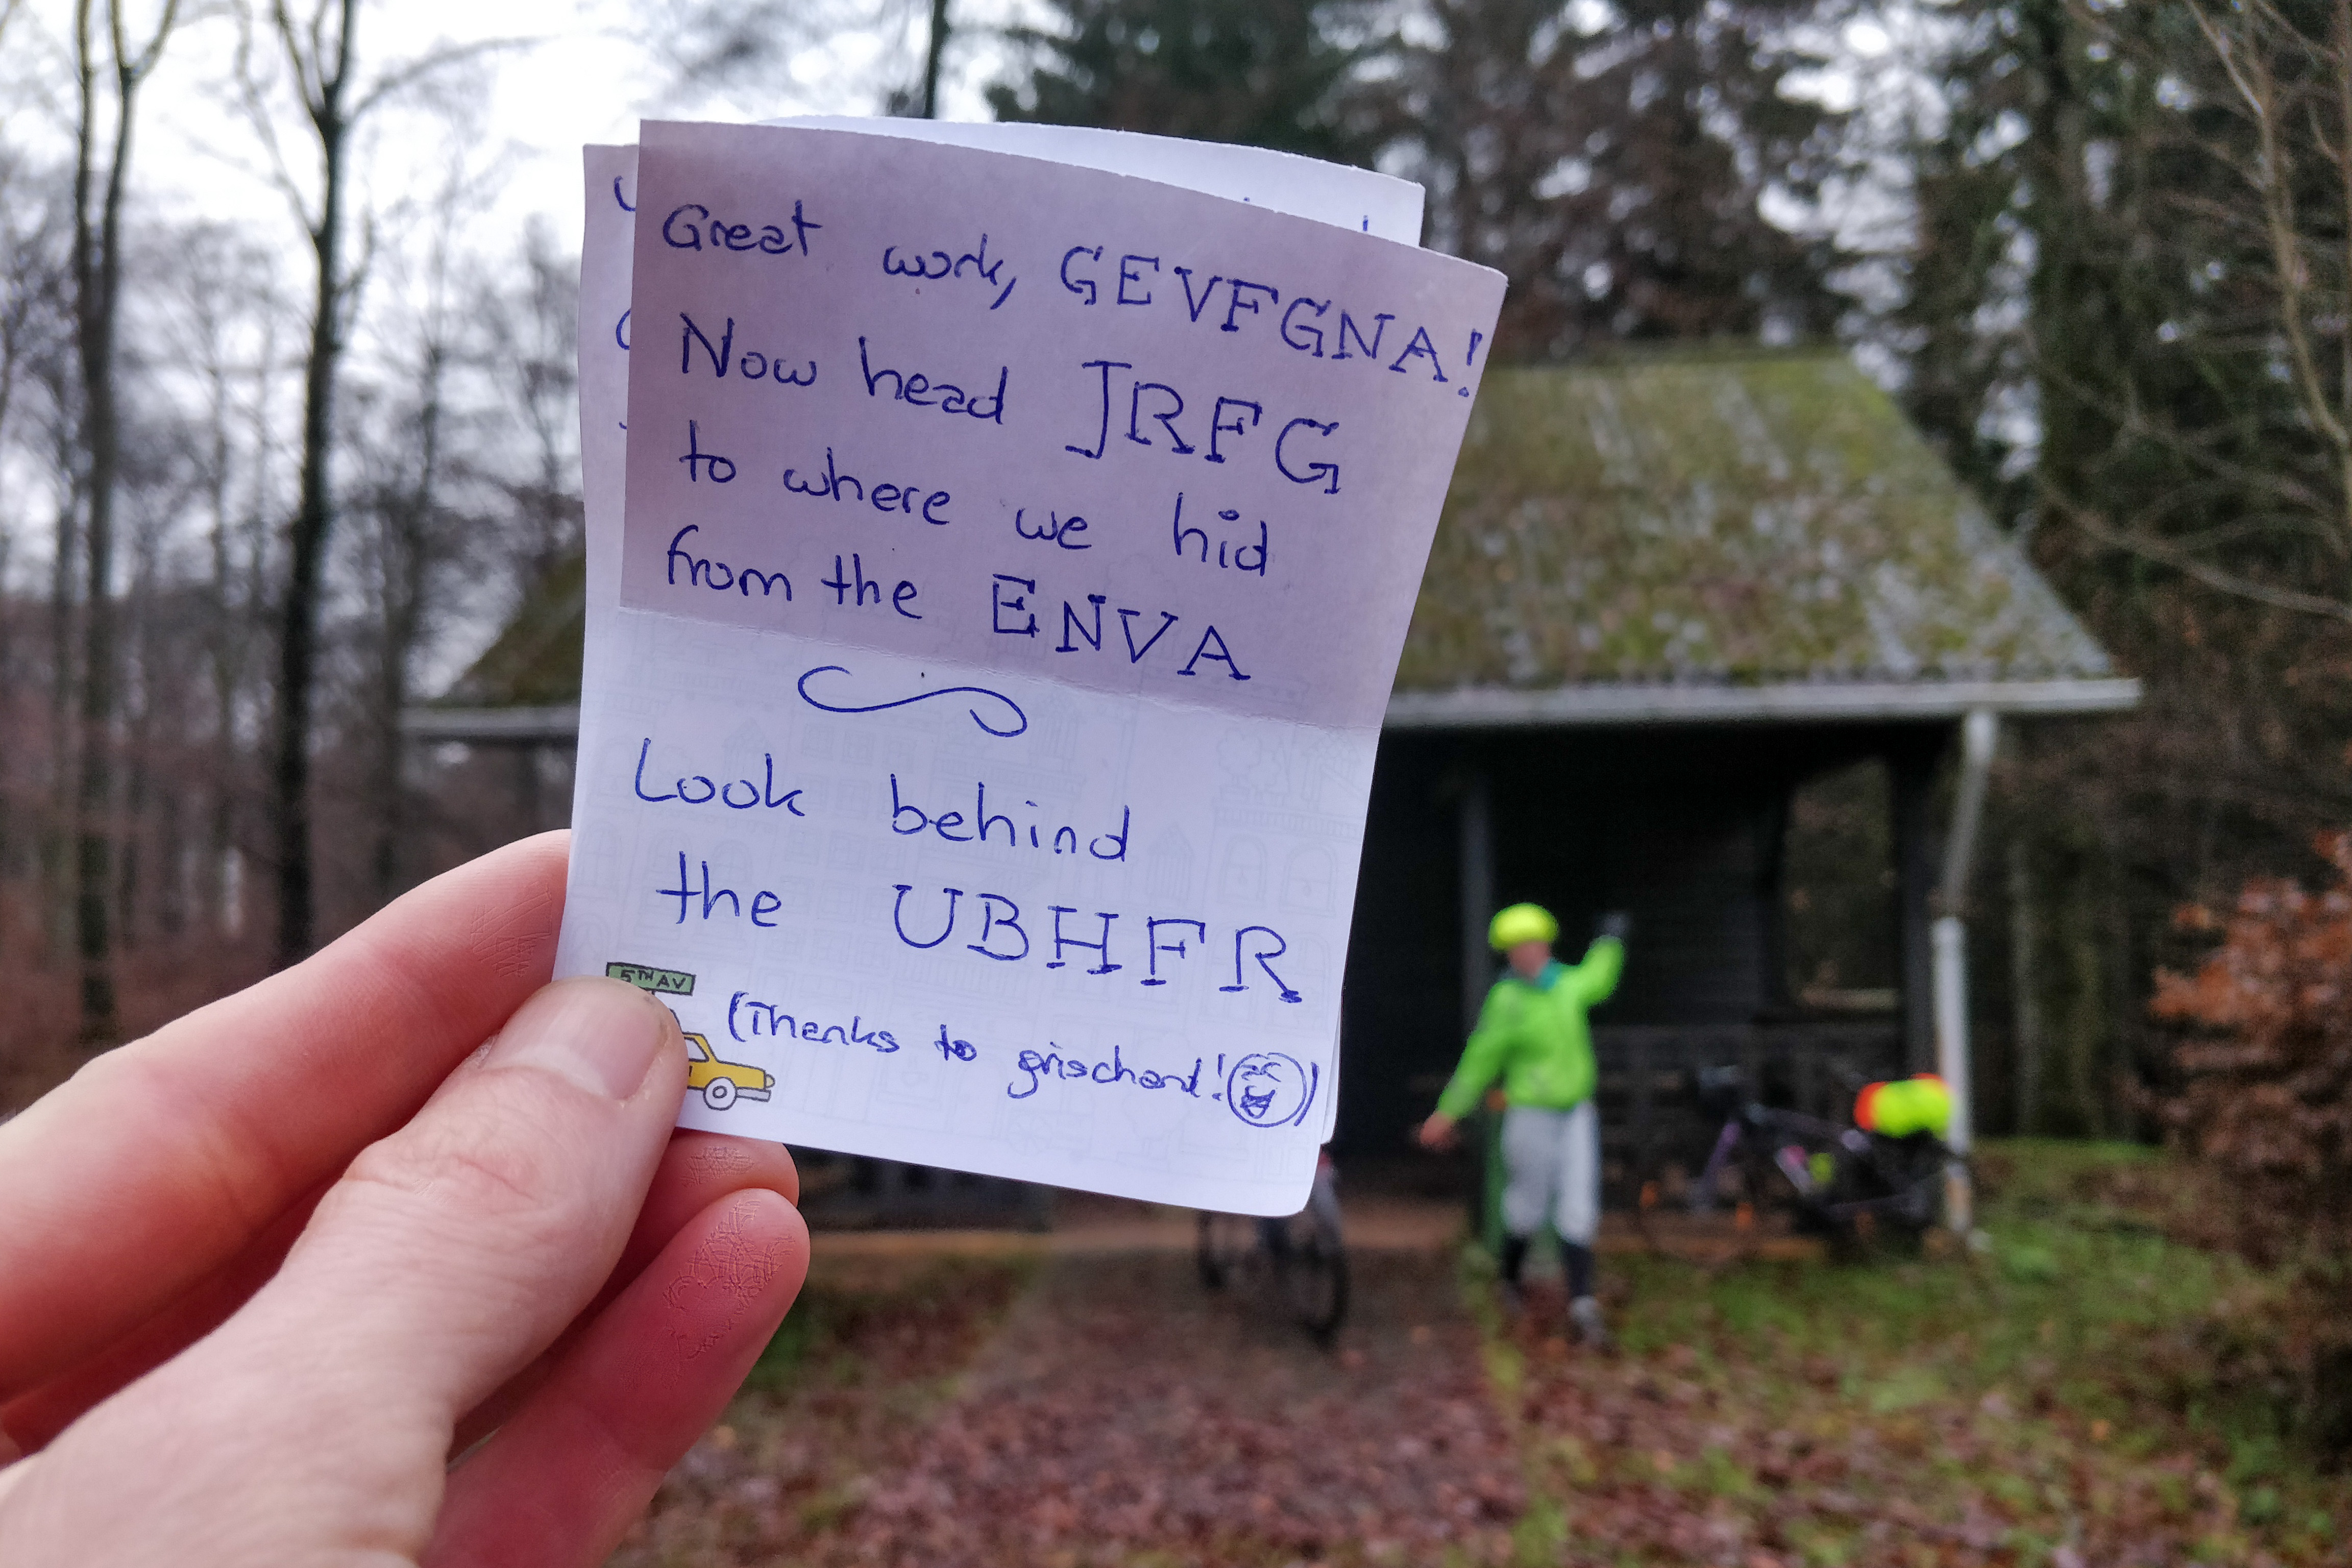 Great work, GEVFGNA!
Now head JRFG
to where we hid
from the ENVA
Look behind
the UBHFR
5TH AV
(Thanks to grischard!